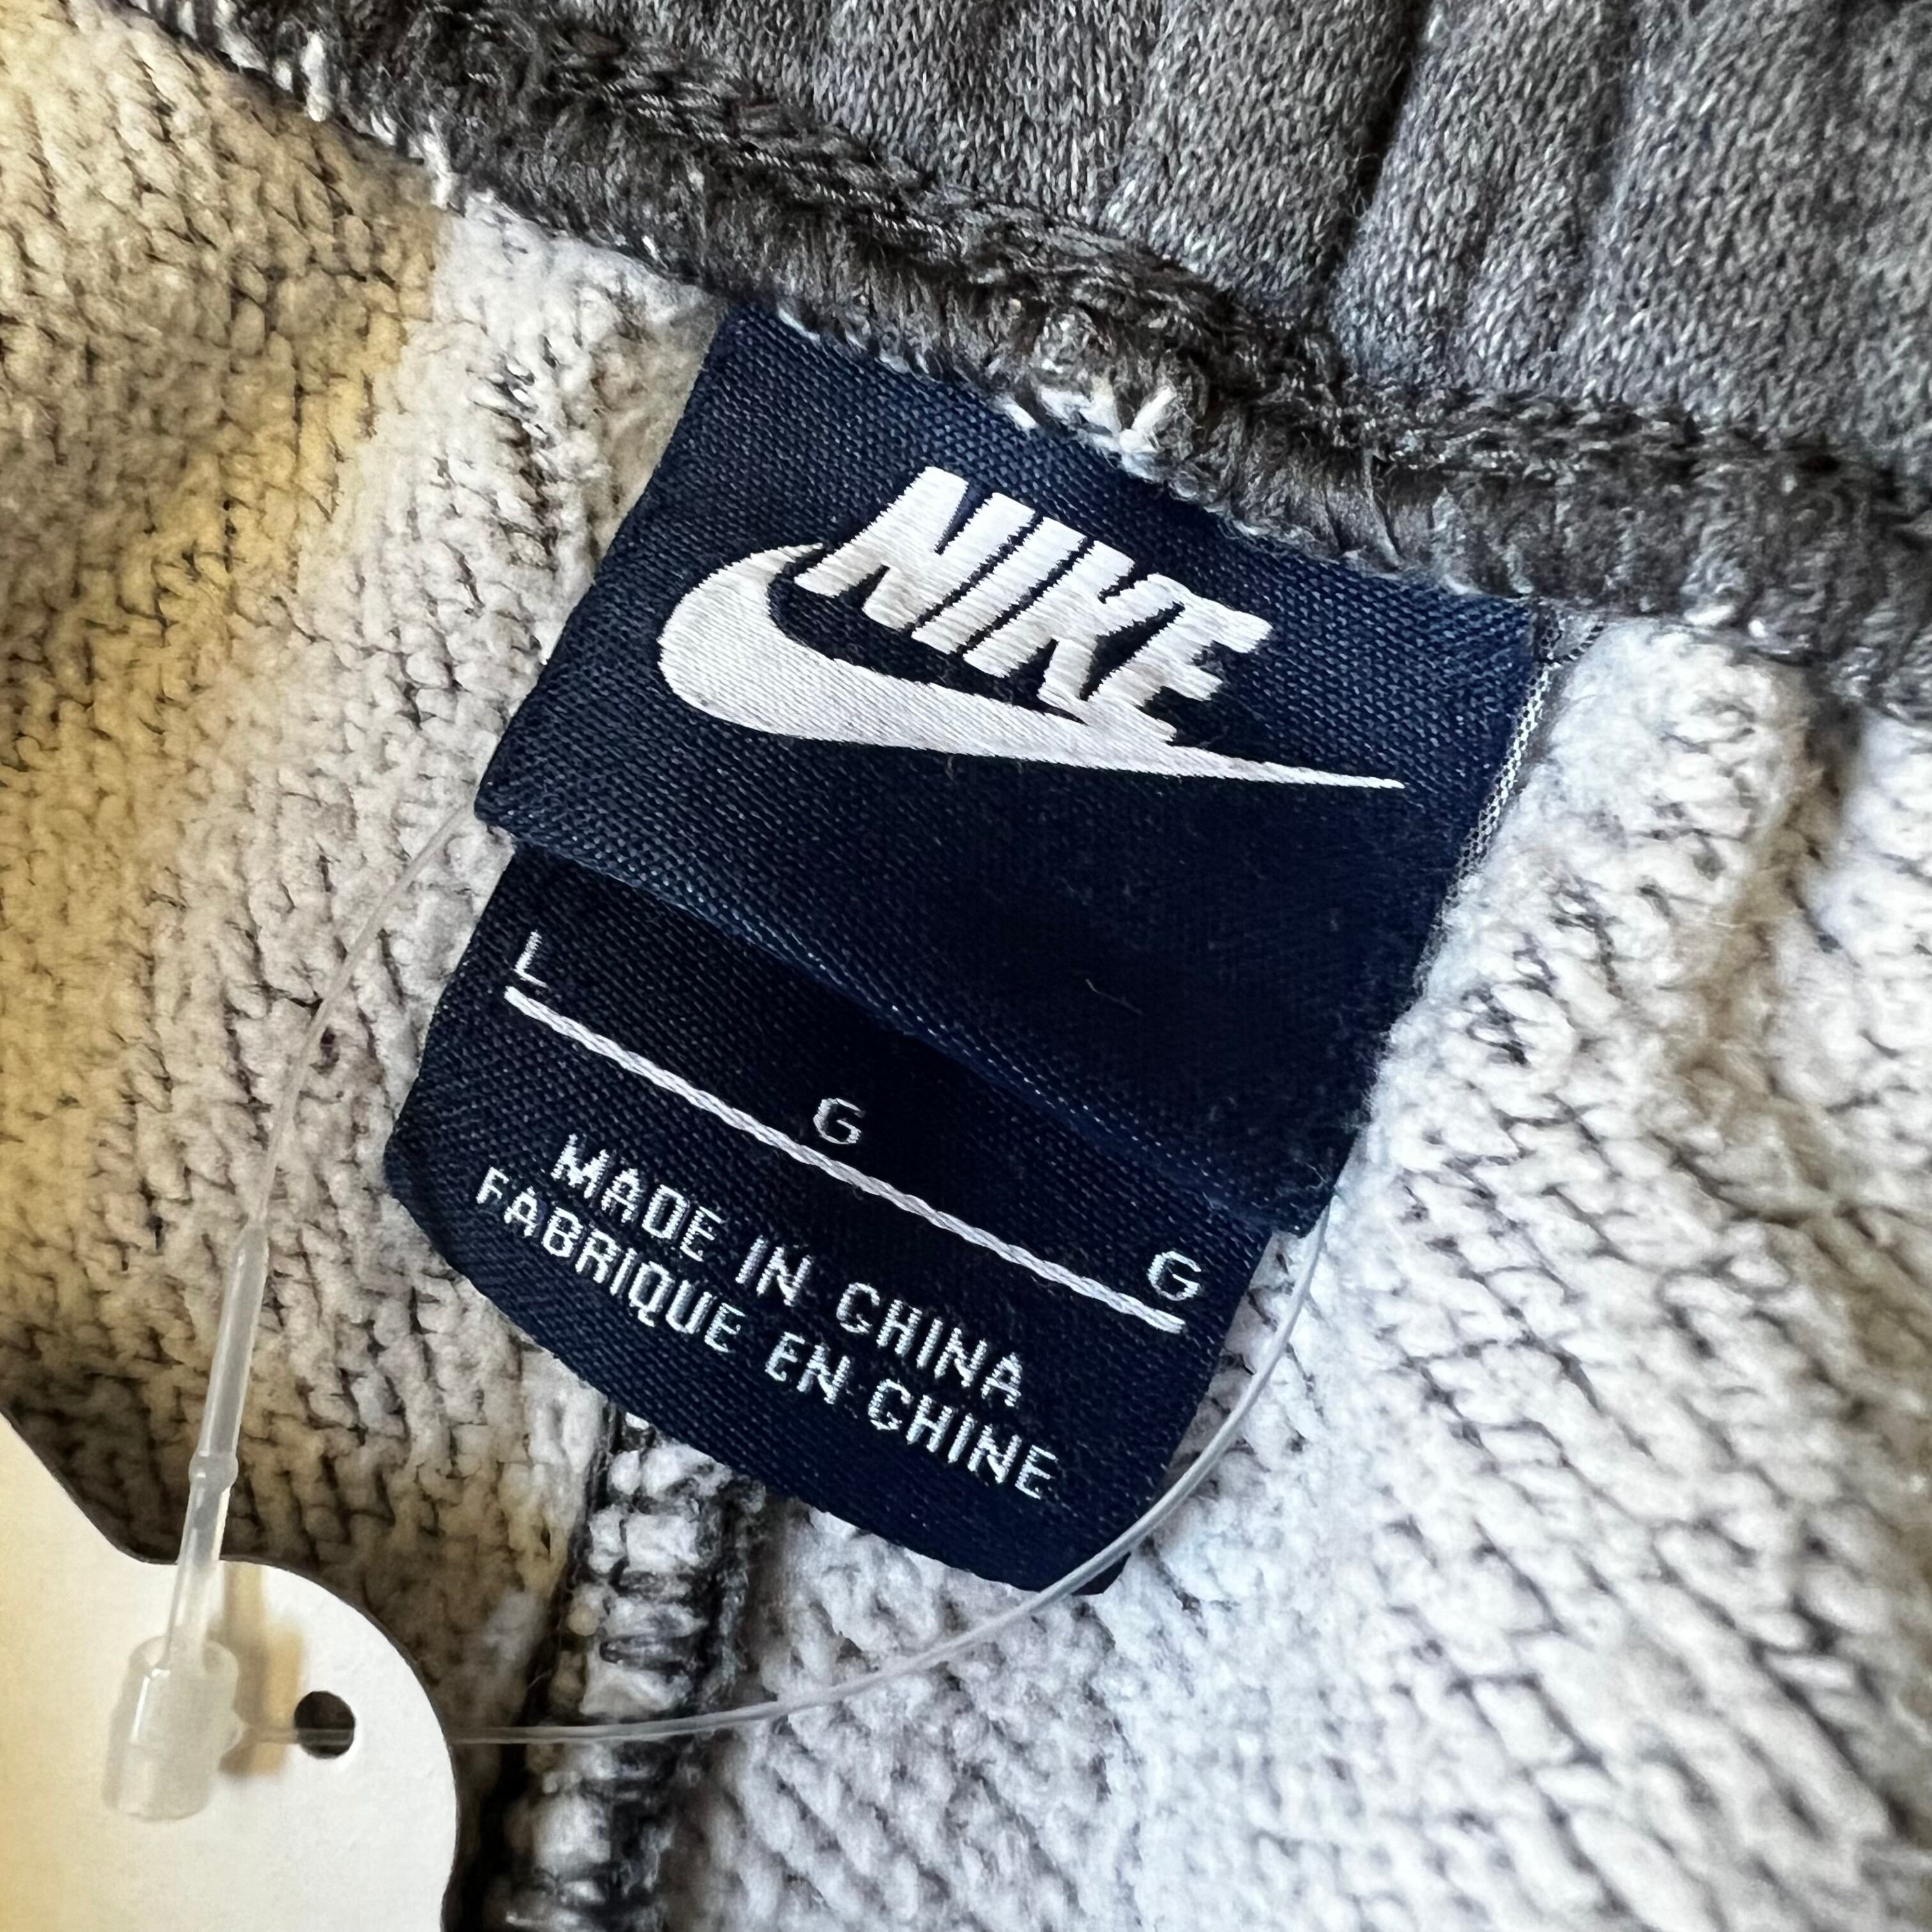 NIKE
L G G
MADE IN CHINA
FABRIQUE EN CHINE